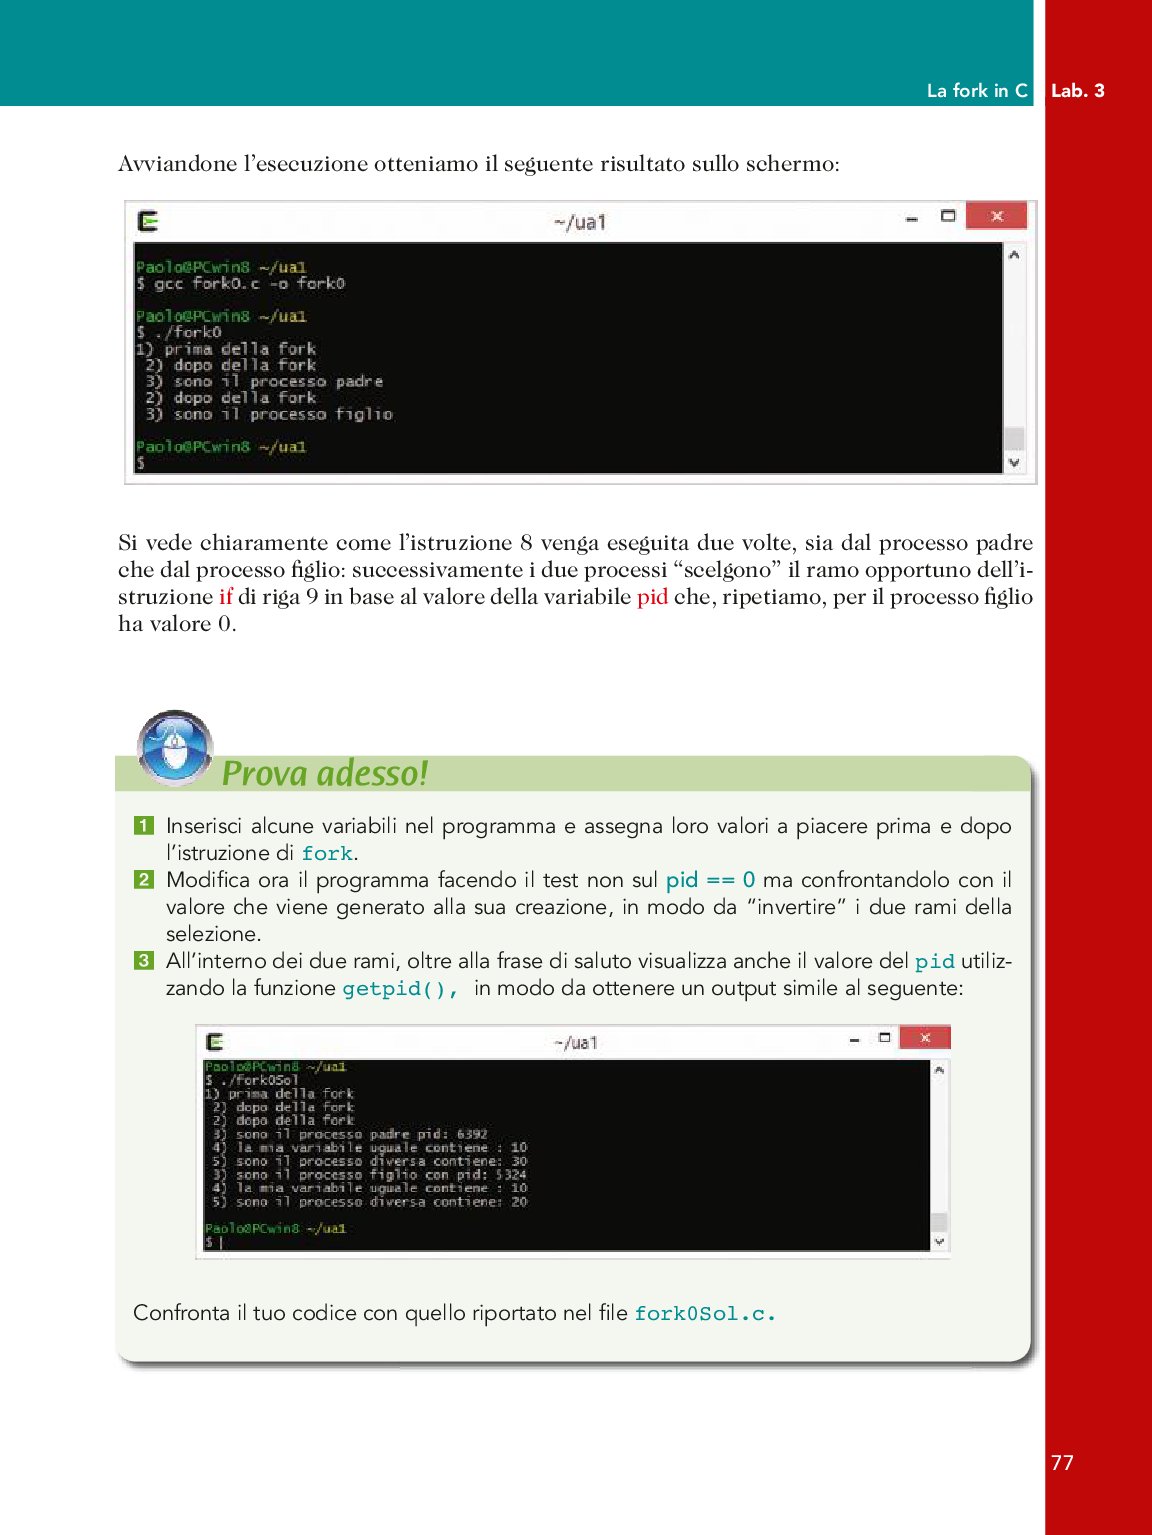 La fork in C Lab. 3
Avviandone l’esecuzione otteniamo il seguente risultato sullo schermo:
~/ua1
Paolo@PCwin8 ~/ua1
$ gcc fork0.c -o fork0
Paolo@PCwin8 ~/ua1
$ ./fork0
1) prima della fork
2) dopo della fork
3) sono il processo padre
2) dopo della fork
3) sono il processo figlio
Paolo@PCwin8 ~/ua1
$
Si vede chiaramente come l’istruzione 8 venga eseguita due volte, sia dal processo padre
che dal processo figlio: successivamente i due processi “scelgono” il ramo opportuno dell’i-
struzione if di riga 9 in base al valore della variabile pid che, ripetiamo, per il processo figlio
ha valore 0.
Prova adesso!
1 Inserisci alcune variabili nel programma e assegna loro valori a piacere prima e dopo
l’istruzione di fork.
2 Modifica ora il programma facendo il test non sul pid == 0 ma confrontandolo con il
valore che viene generato alla sua creazione, in modo da “invertire” i due rami della
selezione.
3 All’interno dei due rami, oltre alla frase di saluto visualizza anche il valore del pid utiliz-
zando la funzione getpid(), in modo da ottenere un output simile al seguente:
~/ua1
Paolo@PCwin8 ~/ua1
$ ./fork0Sol
1) prima della fork
2) dopo della fork
2) dopo della fork
3) sono il processo padre pid: 6392
4) la mia variabile uguale contiene : 10
5) sono il processo diversa contiene: 30
3) sono il processo figlio con pid: 5324
4) la mia variabile uguale contiene : 10
5) sono il processo diversa contiene: 20
Paolo@PCwin8 ~/ua1
$
Confronta il tuo codice con quello riportato nel file fork0Sol.c.
77